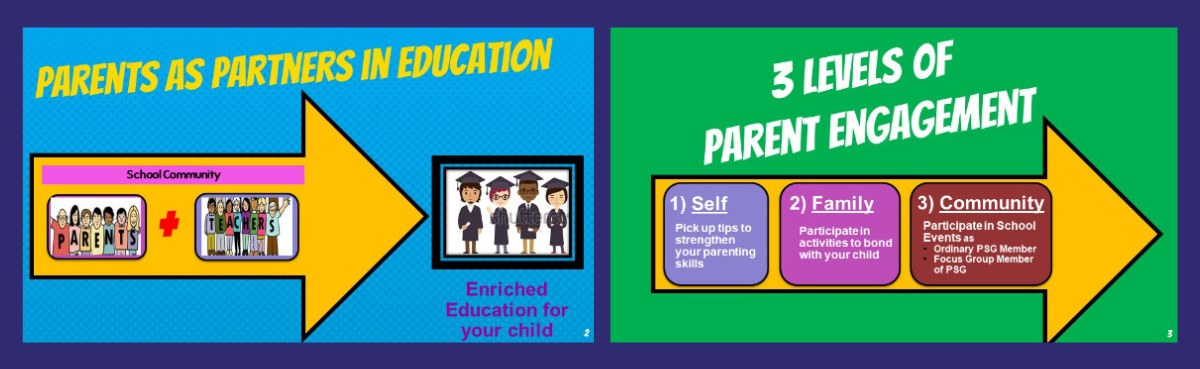 PARENTS AS PARTNERS IN EDUCATION
School Community
PARENTS
+
TEACHERS
Enriched
Education for
your child
2
3 LEVELS OF
PARENT ENGAGEMENT
1) Self
Pick up tips to
strengthen
your parenting
skills
2) Family
Participate in
activities to bond
with your child
3) Community
Participate in School
Events as
• Ordinary PSG Member
• Focus Group Member
of PSG
3